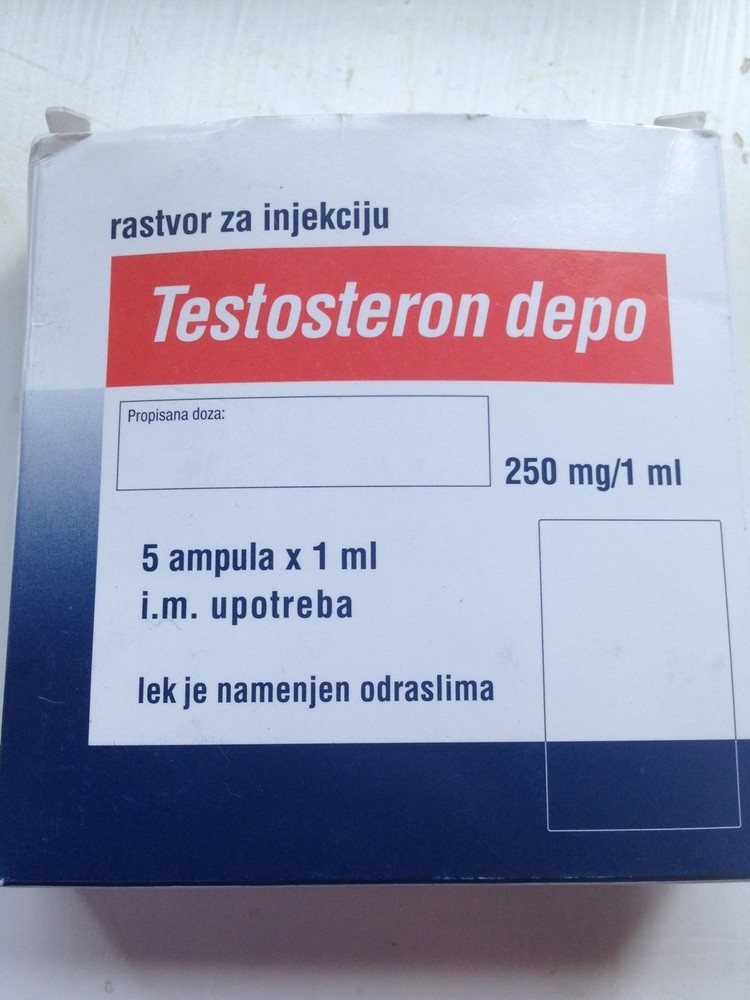 rastvor za injekciju
Testosteron depo
Propisana doza:
250 mg/1 ml
5 ampula x 1 ml
i.m. upotreba
lek je namenjen odraslima